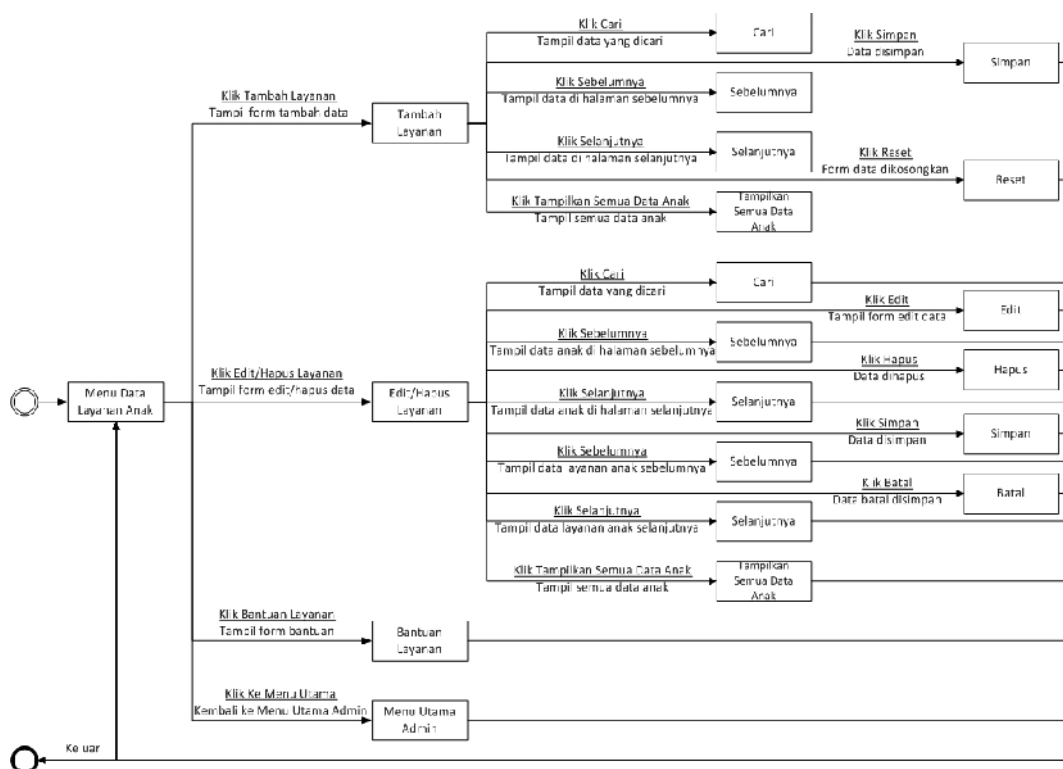 Klik Cari
Tampil data yang dicari
Cari
Klik Simpan
Data disimpan
Simpan
Klik Sebelumnya
Tampil data di halaman sebelumnya
Sebelumnya
Klik Tambah Layanan
Tampil form tambah data
Tambah
Layanan
Klik Selanjutnya
Tampil data di halaman selanjutnya
Selanjutnya
Klik Reset
Form data dikosongkan
Reset
Klik Tampilkan Semua Data Anak
Tampil semua data anak
Tampilkan
Semua Data
Anak
Klik Cari
Tampil data yang dicari
Cari
Klik Edit
Tampil form edit data
Edit
Klik Sebelumnya
Tampil data anak di halaman sebelumnya
Sebelumnya
Klik Hapus
Data dihapus
Hapus
Menu Data
Layanan Anak
Klik Edit/Hapus Layanan
Tampil form edit/hapus data
Edit/Hapus
Layanan
Klik Selanjutnya
Tampil data anak di halaman selanjutnya
Selanjutnya
Klik Simpan
Data disimpan
Simpan
Klik Sebelumnya
Tampil data layanan anak sebelumnya
Sebelumnya
Klik Batal
Data batal disimpan
Batal
Klik Selanjutnya
Tampil data layanan anak selanjutnya
Selanjutnya
Klik Tampilkan Semua Data Anak
Tampil semua data anak
Tampilkan
Semua Data
Anak
Klik Bantuan Layanan
Tampil form bantuan
Bantuan
Layanan
Klik Ke Menu Utama
Kembali ke Menu Utama Admin
Menu Utama
Admin
Keluar